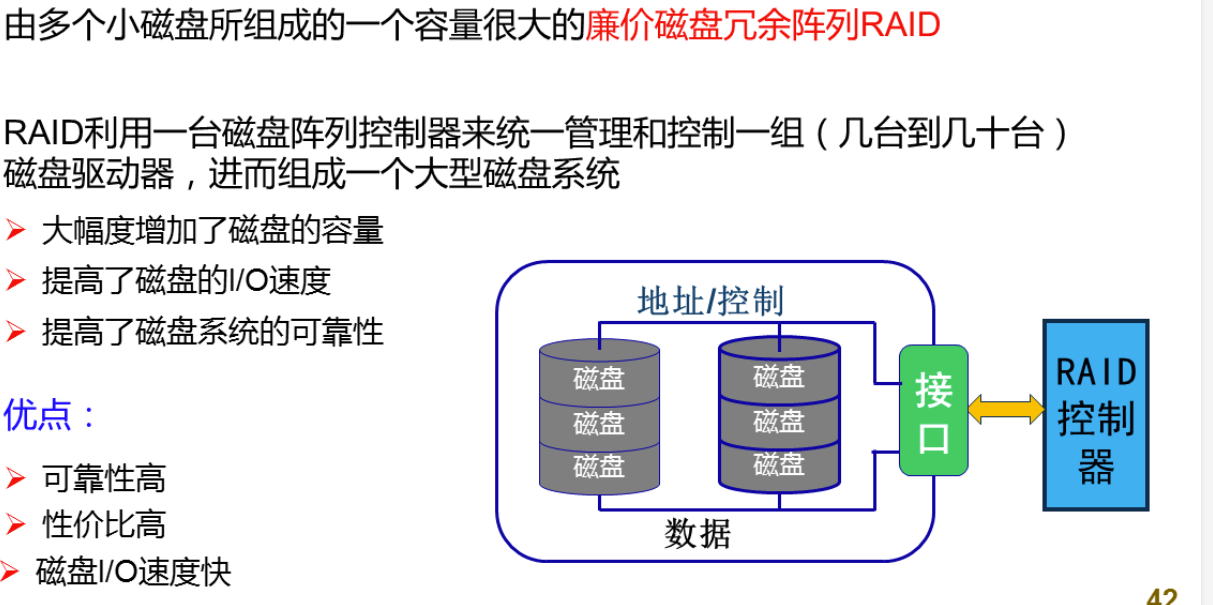 由多个小磁盘所组成的一个容量很大的廉价磁盘冗余阵列RAID
RAID利用一台磁盘阵列控制器来统一管理和控制一组（几台到几十台）
磁盘驱动器，进而组成一个大型磁盘系统
大幅度增加了磁盘的容量
提高了磁盘的I/O速度
提高了磁盘系统的可靠性
优点：
可靠性高
性价比高
磁盘I/O速度快
地址/控制
磁盘
磁盘
磁盘
磁盘
磁盘
磁盘
数据
接
口
RAID
控制
器
42